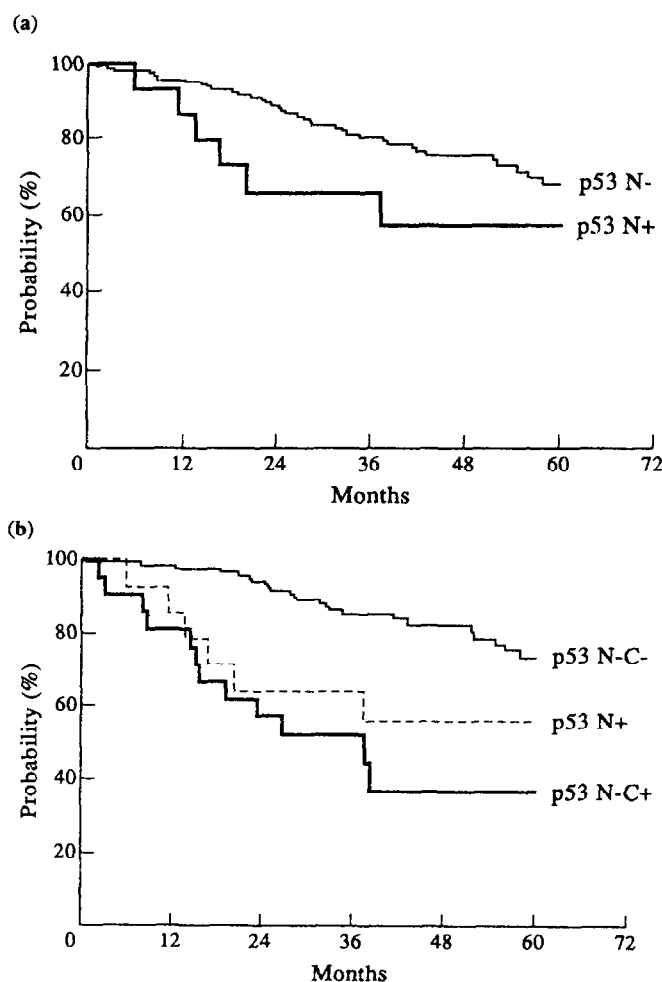 (a)
100
80
60
40
20
0
Probability (%)
p53 N-
p53 N+
12 24 36 48 60 72
Months
(b)
100
80
60
40
20
0
Probability (%)
p53 N-C-
p53 N+
p53 N-C+
12 24 36 48 60 72
Months